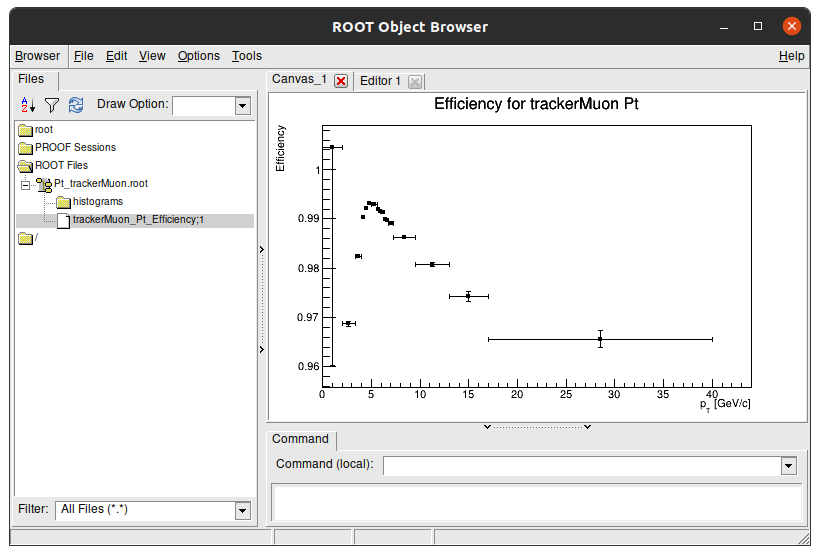 ROOT Object Browser
Browser File Edit View Options Tools Help
Files
Draw Option:
root
PROOF Sessions
ROOT Files
Pt_trackerMuon.root
histograms
trackerMuon_Pt_Efficiency;1
/
Filter: All Files (*.*)
Canvas_1 Editor 1
Efficiency for trackerMuon Pt
Efficiency
1
0.99
0.98
0.97
0.96
0 5 10 15 20 25 30 35 40
p_T [GeV/c]
Command
Command (local):